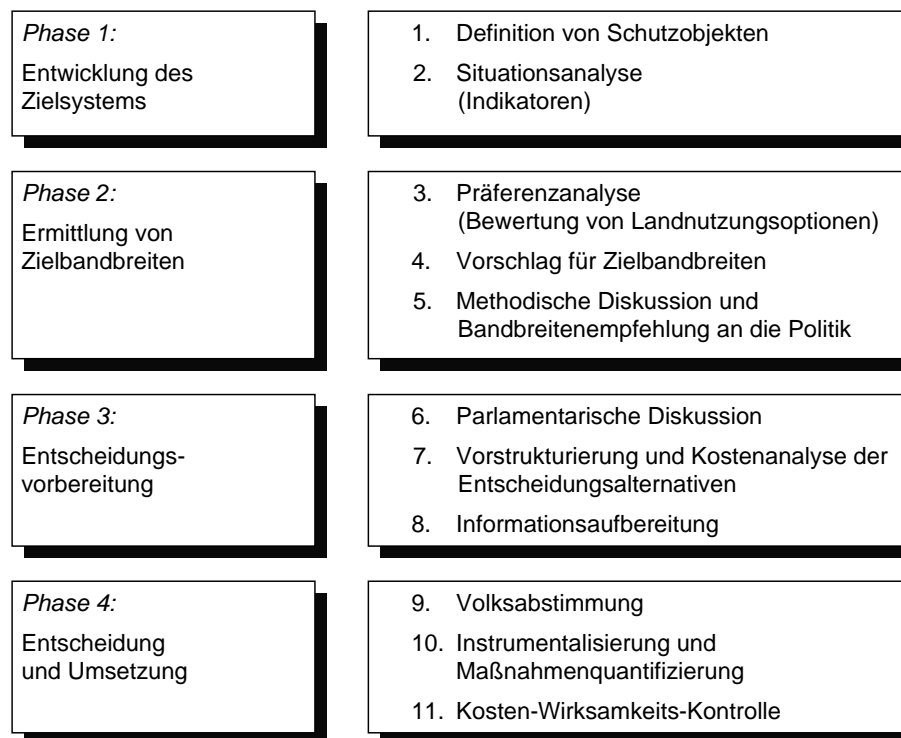 Phase 1:
Entwicklung des
Zielsystems
1. Definition von Schutzobjekten
2. Situationsanalyse
(Indikatoren)
Phase 2:
Ermittlung von
Zielbandbreiten
3. Präferenzanalyse
(Bewertung von Landnutzungsoptionen)
4. Vorschlag für Zielbandbreiten
5. Methodische Diskussion und
Bandbreitenempfehlung an die Politik
Phase 3:
Entscheidungs-
vorbereitung
6. Parlamentarische Diskussion
7. Vorstrukturierung und Kostenanalyse der
Entscheidungsalternativen
8. Informationsaufbereitung
Phase 4:
Entscheidung
und Umsetzung
9. Volksabstimmung
10. Instrumentalisierung und
Maßnahmenquantifizierung
11. Kosten-Wirksamkeits-Kontrolle